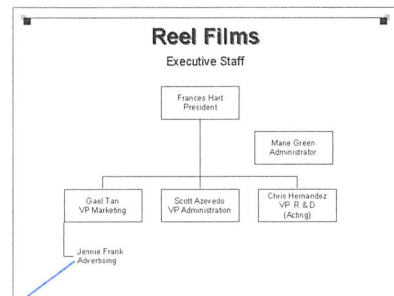 Reel Films
Executive Staff
Frances Hart
President
Marie Green
Administrator
Gael Tan
VP Marketing
Scott Azevedo
VP Administration
Chris Hernandez
VP R & D
(Acting)
Jennie Frank
Advertising